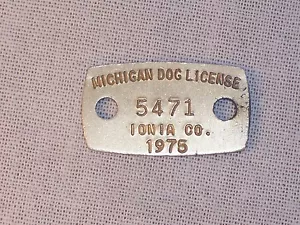 MICHIGAN DOG LICENSE
5471
IONIA CO.
1975